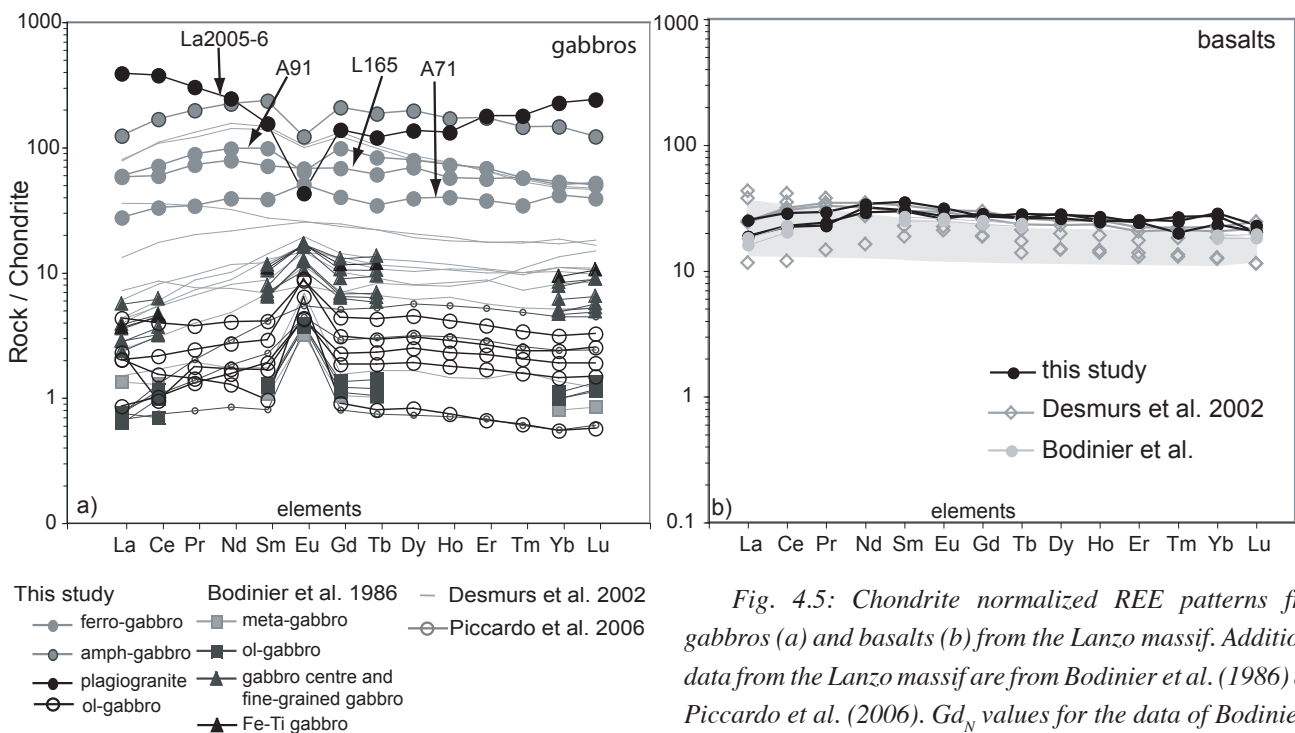 1000
100
10
1
0
Rock / Chondrite
gabbros
La2005-6
A91
L165
A71
a)
elements
La Ce Pr Nd Sm Eu Gd Tb Dy Ho Er Tm Yb Lu
This study
ferro-gabbro
amph-gabbro
plagiogranite
ol-gabbro
Bodinier et al. 1986
meta-gabbro
ol-gabbro
gabbro centre and
fine-grained gabbro
Fe-Ti gabbro
Desmurs et al. 2002
Piccardo et al. 2006
1000
100
10
1
0.1
basalts
this study
Desmurs et al. 2002
Bodinier et al.
b)
elements
La Ce Pr Nd Sm Eu Gd Tb Dy Ho Er Tm Yb Lu
Fig. 4.5: Chondrite normalized REE patterns
gabbros (a) and basalts (b) from the Lanzo massif.
data from the Lanzo massif are from Bodinier et al. (1986)
Piccardo et al. (2006). Gd_N values for the data of